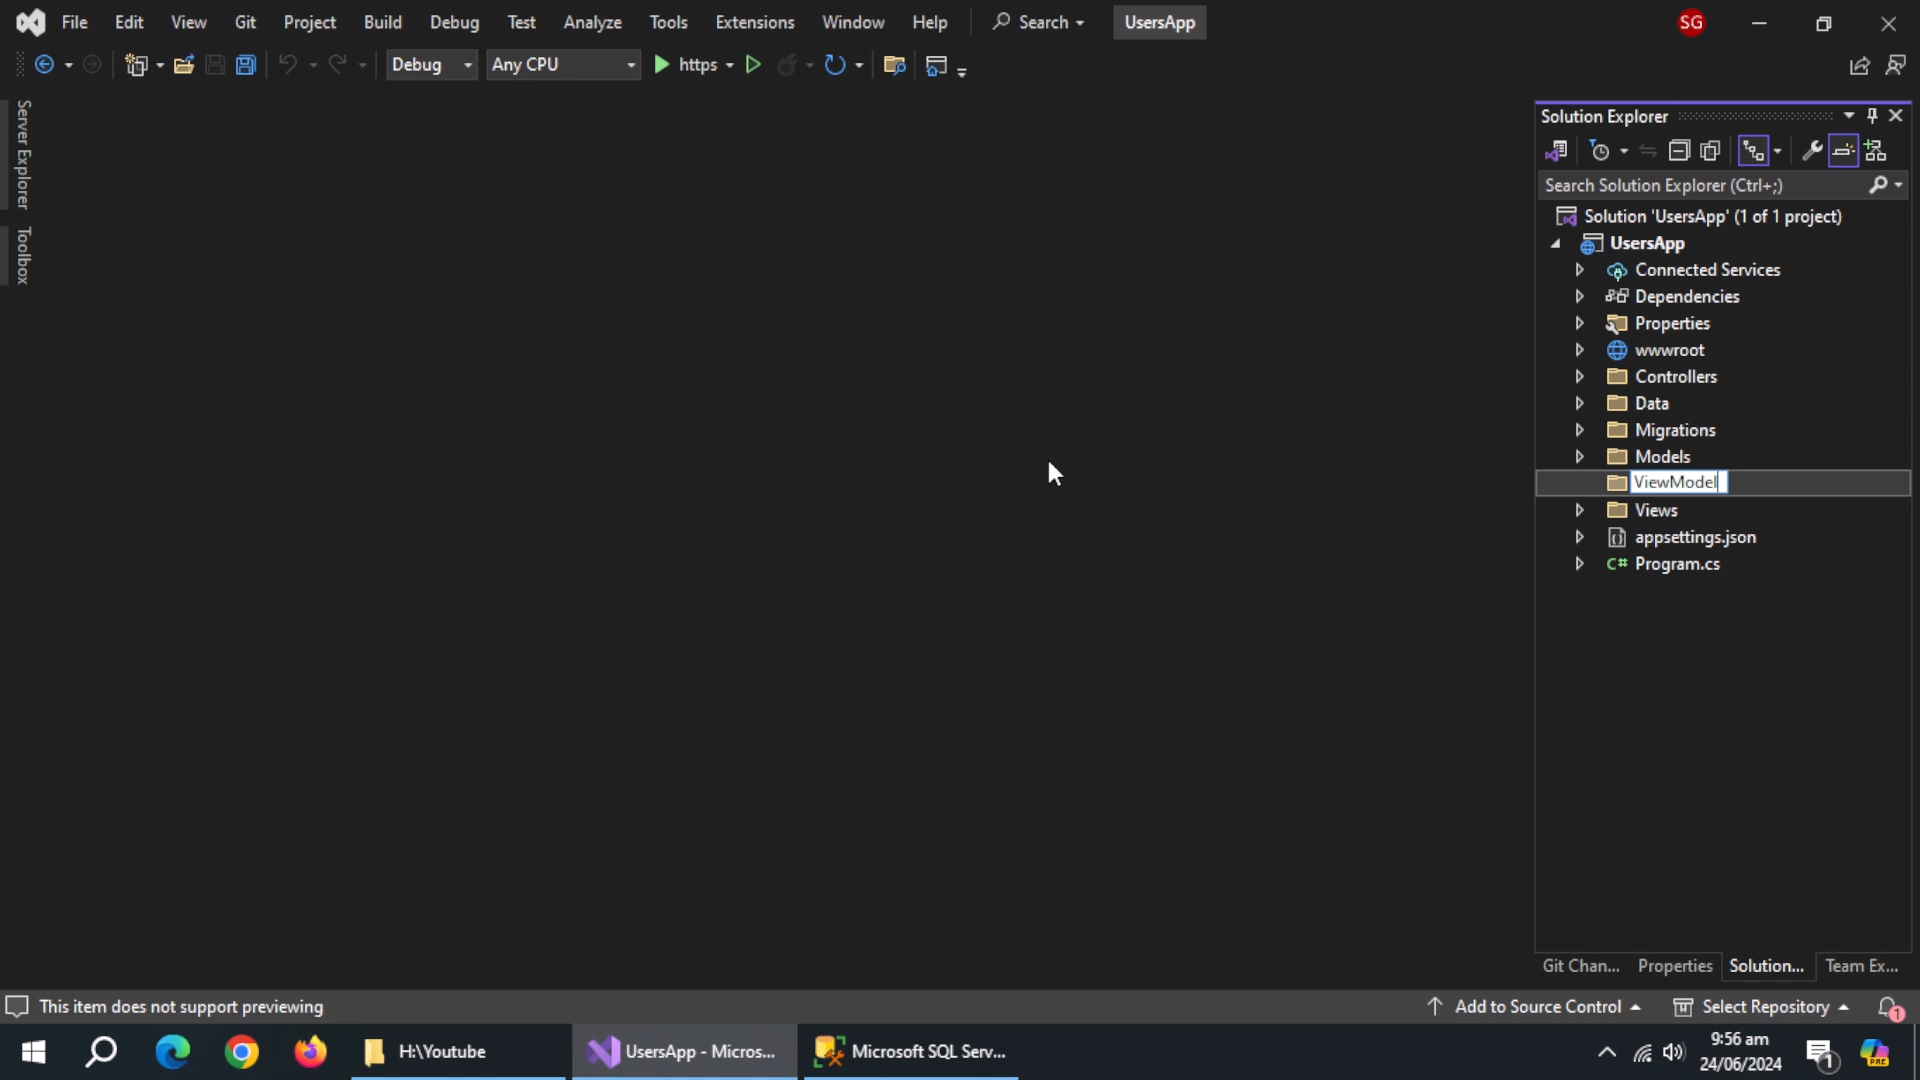 File Edit View Git Project Build Debug Test Analyze Tools Extensions Window Help Search UsersApp SG
Debug Any CPU https
Server Explorer
Toolbox
Solution Explorer
Search Solution Explorer (Ctrl+;)
Solution 'UsersApp' (1 of 1 project)
UsersApp
Connected Services
Dependencies
Properties
wwwroot
Controllers
Data
Migrations
Models
ViewModel
Views
appsettings.json
C# Program.cs
Git Chan... Properties Solution... Team Ex...
This item does not support previewing Add to Source Control Select Repository 1
H:\Youtube UsersApp - Micros... Microsoft SQL Serv... 9:56 am 1 PRE
24/06/2024